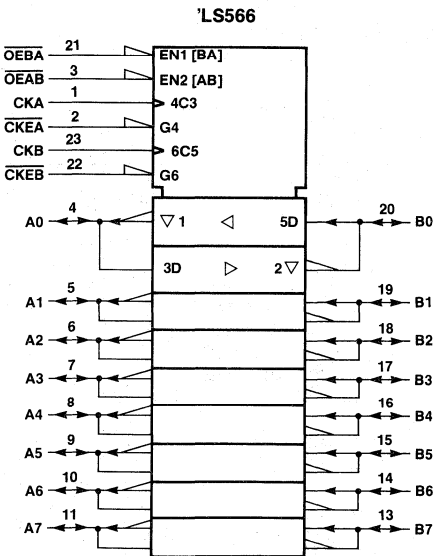 'LS566
OEBA 21 EN1 [BA]
OEAB 3 EN2 [AB]
CKA 1 4C3
CKEA 2 G4
CKB 23 6C5
CKEB 22 G6
A0 4 ▽ 1 ◁ 5D 20 B0
3D ▷ 2 ▽
A1 5 19 B1
A2 6 18 B2
A3 7 17 B3
A4 8 16 B4
A5 9 15 B5
A6 10 14 B6
A7 11 13 B7